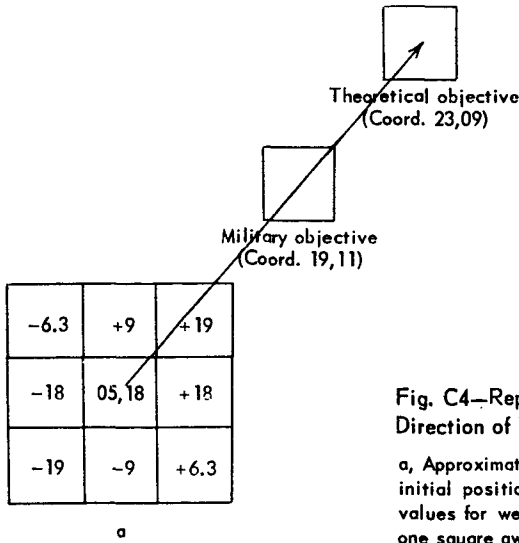 Theoretical objective
(Coord. 23,09)
Military objective
(Coord. 19,11)
−6.3 +9 +19
−18 05,18 +18
−19 −9 +6.3
a
Fig. C4—Rep
Direction of
a, Approximat
initial positio
values for we
one square aw